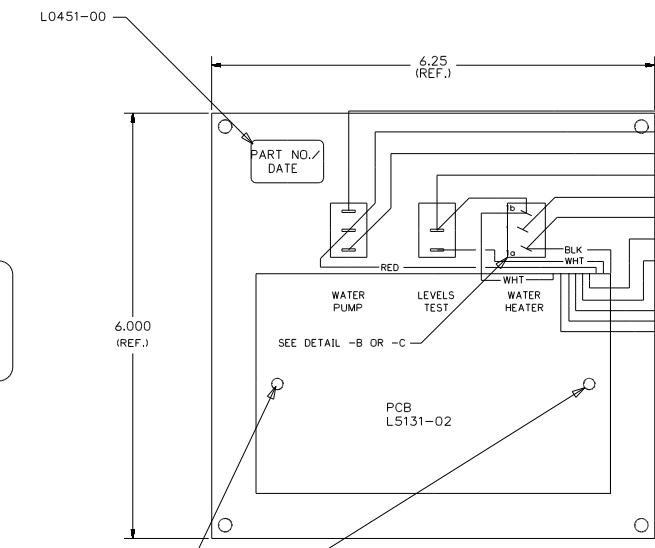 L0451-00
6.25
(REF.)
PART NO./
DATE
1b
1a
BLK
WHT
RED
WHT
WATER
PUMP
LEVELS
TEST
WATER
HEATER
6.000
(REF.)
SEE DETAIL -B OR -C
PCB
L5131-02